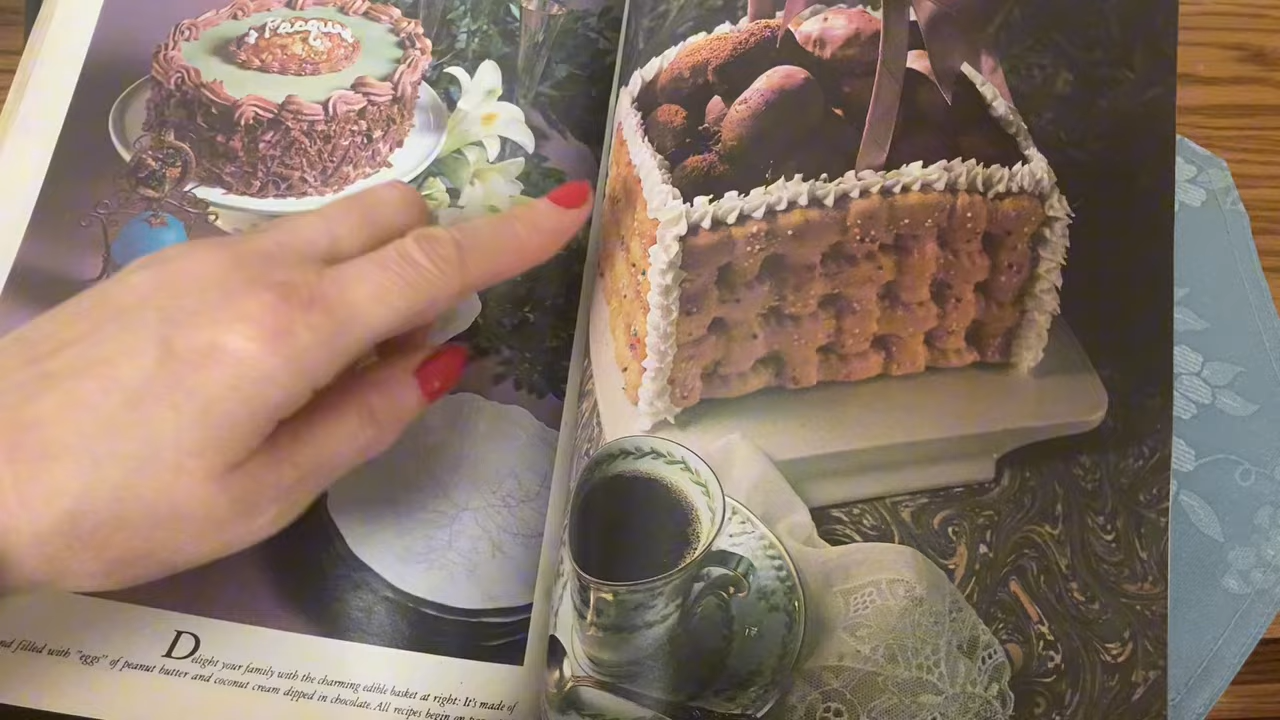 Pacqua
Delight your family with the charming edible basket at right: It's made of
nd filled with "eggs" of peanut butter and coconut cream dipped in chocolate. All recipes begin on